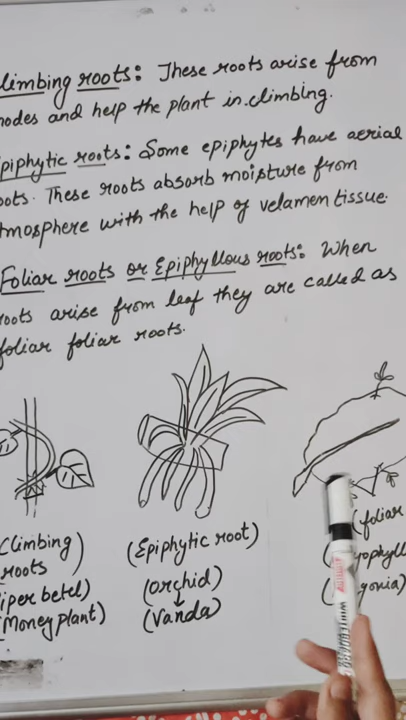 limbing roots: These roots arise from
nodes and help the plant in climbing.
piphytic roots: Some epiphytes have aerial
oots. These roots absorb moisture from
tmosphere with the help of velamen tissue.
Foliar roots or Epiphyllous roots: When
roots arise from leaf they are called as
foliar foliar roots.
(Climbing roots)
(Epiphytic root)
(foliar
iper betel)
(Orchid)
rophyll
(Money plant)
(Vanda)
gonia)